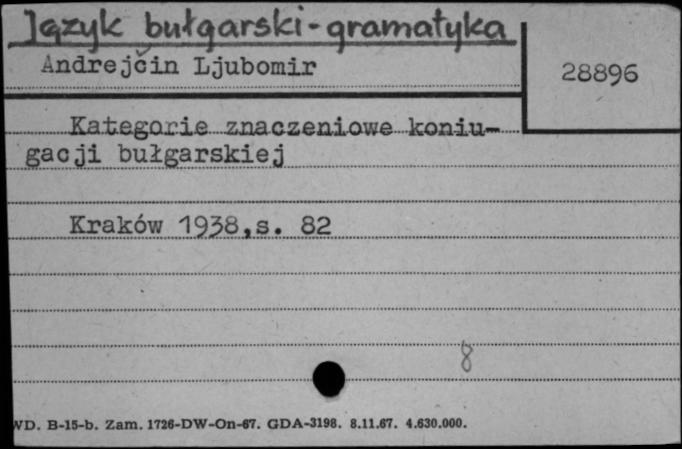 Język bułgarski-gramatyka
Andrejčin Ljubomir
28896
Kategorie znaczeniowe koniu-
gacji bułgarskiej
Kraków 1938,s. 82
8
WD. B-15-b. Zam. 1726-DW-On-67. GDA-3198. 8.11.67. 4.630.000.